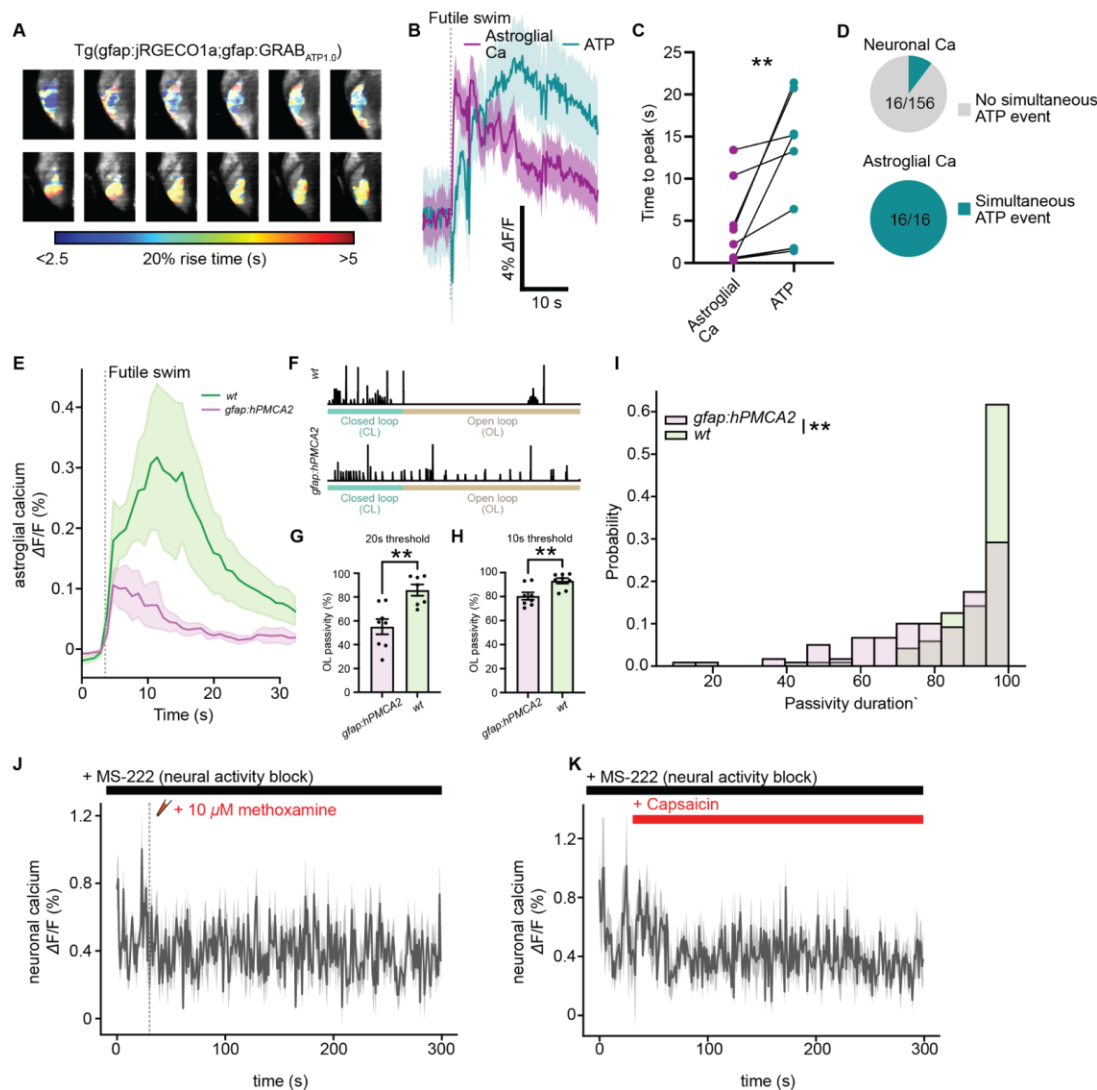 A
Tg(gfap:jRGECO1a;gfap:GRABATP1.0)
<2.5
20% rise time (s)
>5
B
Futile swim
Astroglial
Ca
ATP
4% ΔF/F
10 s
C
**
Time to peak (s)
25
20
15
10
5
0
Astroglial
Ca
ATP
D
Neuronal Ca
16/156
No simultaneous
ATP event
Astroglial Ca
16/16
Simultaneous
ATP event
E
Futile swim
wt
gfap:hPMCA2
astroglial calcium
ΔF/F (%)
0.4
0.3
0.2
0.1
0
0
10
20
30
Time (s)
F
wt
Closed loop
(CL)
Open loop
(OL)
gfap:hPMCA2
Closed loop
(CL)
Open loop
(OL)
G
20s threshold
**
OL passivity (%)
100
80
60
40
20
0
gfap:hPMCA2
wt
H
10s threshold
**
OL passivity (%)
100
80
60
40
20
0
gfap:hPMCA2
wt
I
gfap:hPMCA2
wt
**
Probability
0.6
0.5
0.4
0.3
0.2
0.1
0.0
20
40
60
80
100
Passivity duration`
J
+ MS-222 (neural activity block)
+ 10 µM methoxamine
neuronal calcium
ΔF/F (%)
1.2
0.8
0.4
0
0
100
200
300
time (s)
K
+ MS-222 (neural activity block)
+ Capsaicin
neuronal calcium
ΔF/F (%)
1.2
0.8
0.4
0
0
100
200
300
time (s)